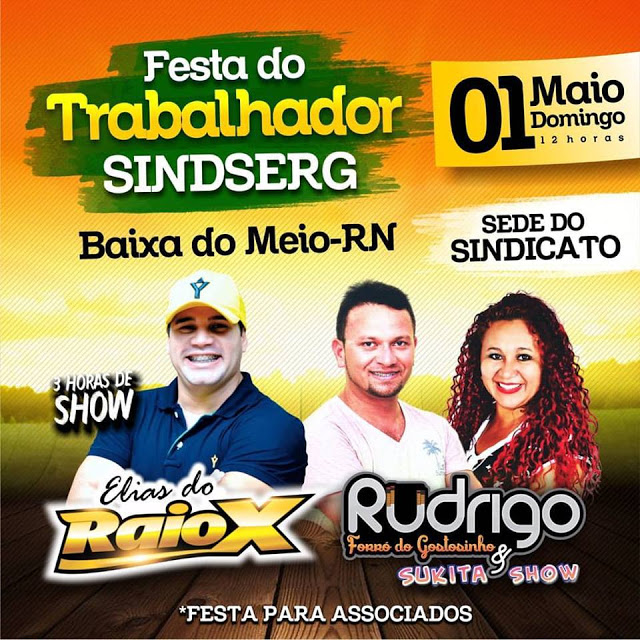 Festa do
Trabalhador
SINDSERG
01 Maio
Domingo
12 horas
Baixa do Meio-RN
SEDE DO
SINDICATO
3 HORAS DE
SHOW
Elias do
RaioX
Rudrigo
Forró do Gostosinho
& SUKITA SHOW
*FESTA PARA ASSOCIADOS